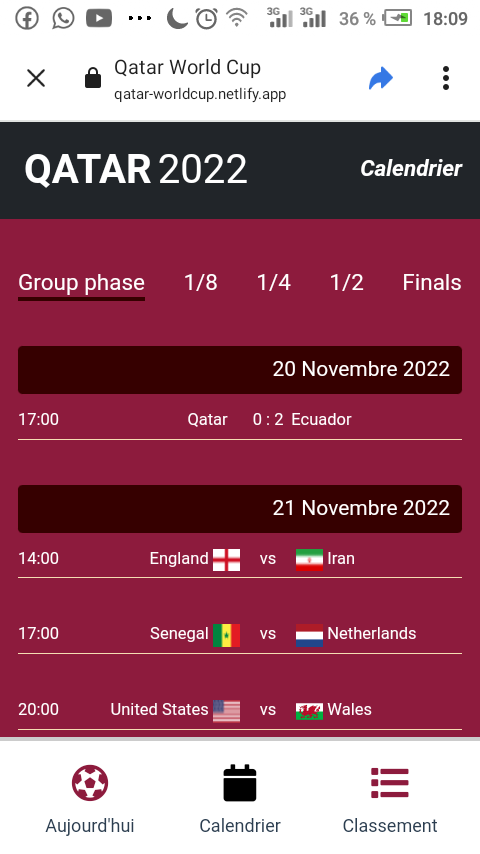 3G 3G 36 % 18:09
Qatar World Cup
qatar-worldcup.netlify.app
QATAR 2022 Calendrier
Group phase 1/8 1/4 1/2 Finals
20 Novembre 2022
17:00 Qatar 0 : 2 Ecuador
21 Novembre 2022
14:00 England vs Iran
17:00 Senegal vs Netherlands
20:00 United States vs Wales
Aujourd'hui Calendrier Classement